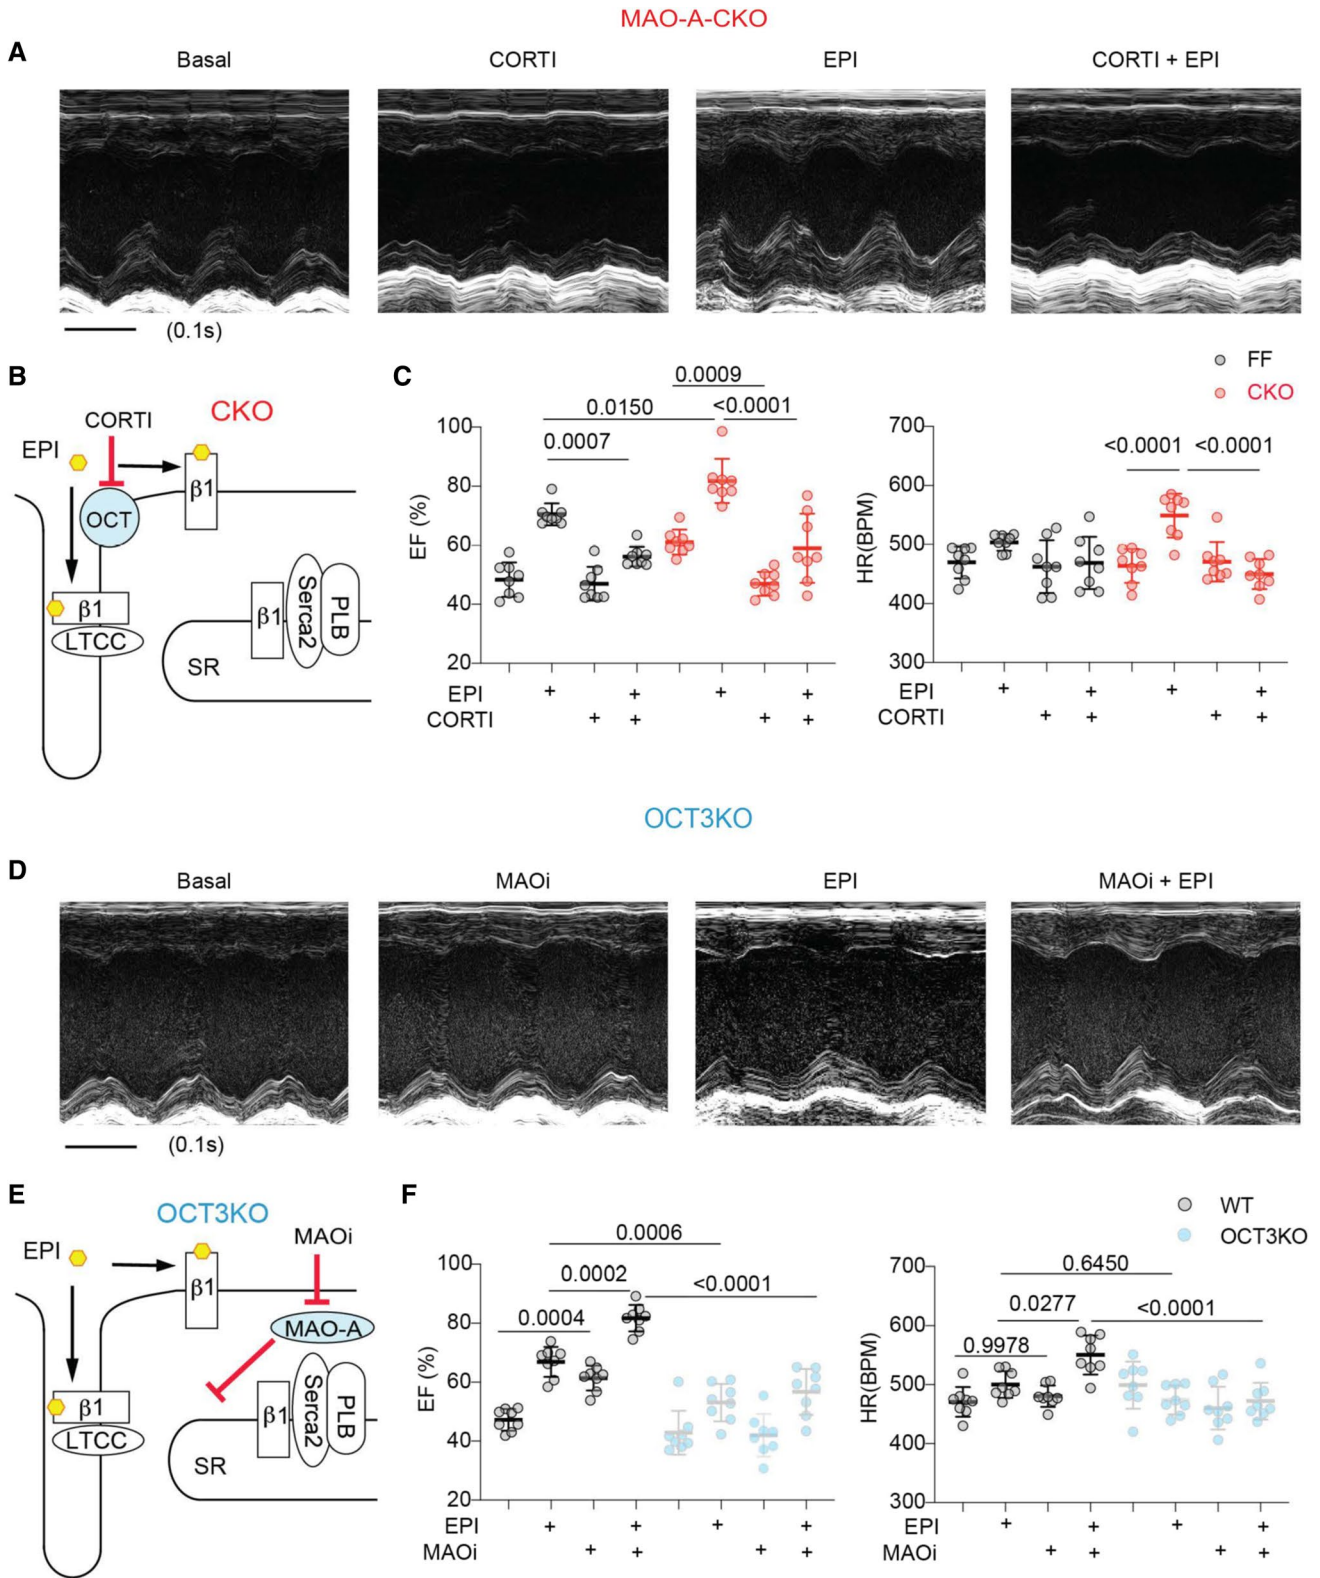 MAO-A-CKO
A
Basal
CORTI
EPI
CORTI + EPI
(0.1s)
B
CKO
CORTI
EPI
β1
OCT
β1
LTCC
β1
Serca2
PLB
SR
C
FF
CKO
0.0009
0.0150
<0.0001
0.0007
100
80
60
40
20
EF (%)
EPI + + + +
CORTI + + + +
<0.0001
<0.0001
700
600
500
400
300
HR(BPM)
EPI + + + +
CORTI + + + +
OCT3KO
D
Basal
MAOi
EPI
MAOi + EPI
(0.1s)
E
OCT3KO
MAOi
EPI
β1
MAO-A
β1
LTCC
β1
Serca2
PLB
SR
F
WT
OCT3KO
0.0006
0.0002
<0.0001
0.0004
100
80
60
40
20
EF (%)
EPI + + + +
MAOi + + + +
0.6450
0.0277
<0.0001
0.9978
700
600
500
400
300
HR(BPM)
EPI + + + +
MAOi + + + +